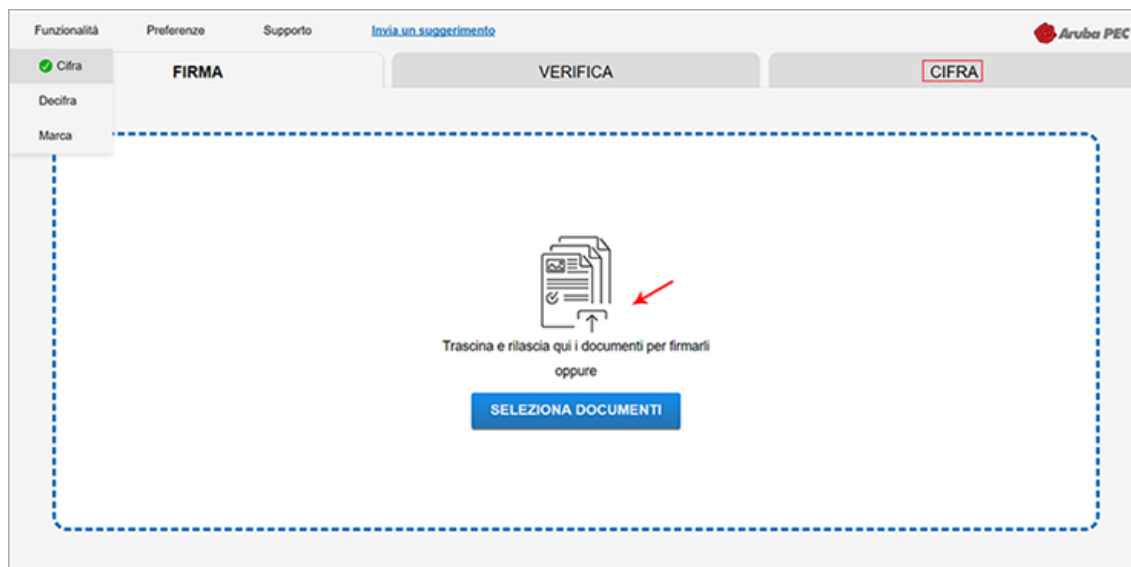 Funzionalità Preferenze Supporto Invia un suggerimento Aruba PEC
Cifra FIRMA VERIFICA CIFRA
Decifra
Marca
Trascina e rilascia qui i documenti per firmarli
oppure
SELEZIONA DOCUMENTI